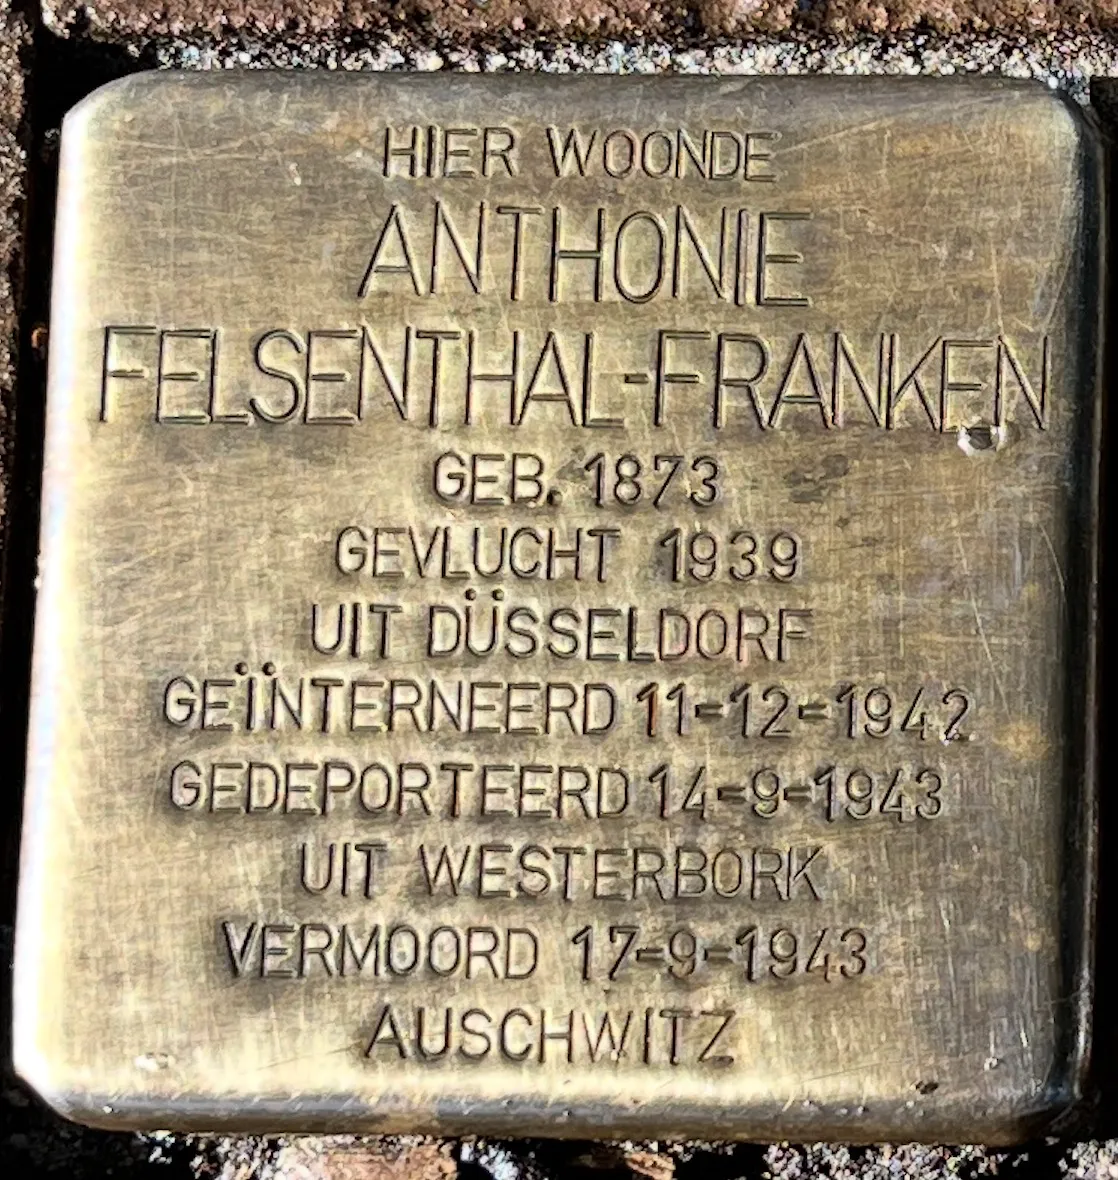 HIER WOONDE
ANTHONIE
FELSENTHAL-FRANKEN
GEB. 1873
GEVLUCHT 1939
UIT DÜSSELDORF
GEÏNTERNEERD 11-12-1942
GEDEPORTEERD 14-9-1943
UIT WESTERBORK
VERMOORD 17-9-1943
AUSCHWITZ